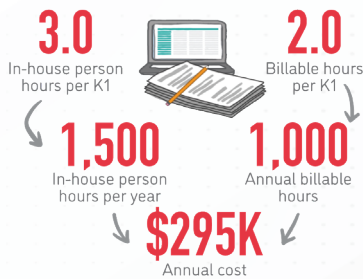 3.0
In-house person
hours per K1
2.0
Billable hours
per K1
1,500
In-house person
hours per year
1,000
Annual billable
hours
$295K
Annual cost